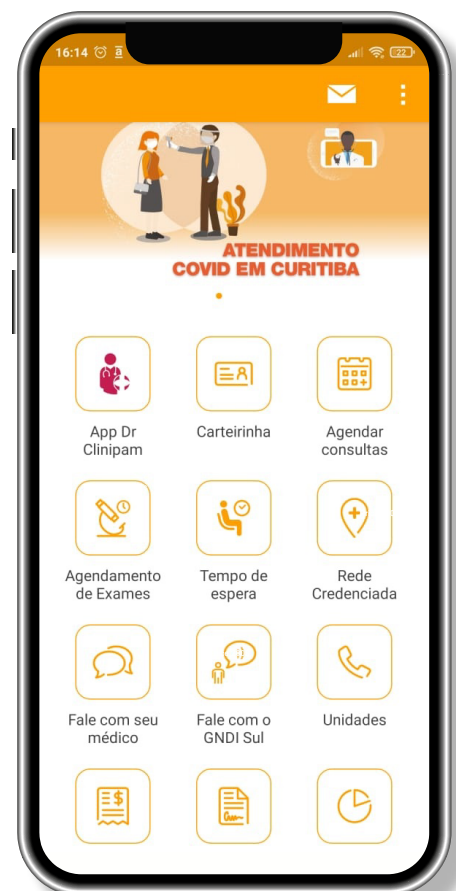 16:14
22
ATENDIMENTO
COVID EM CURITIBA
App Dr
Clinipam
Carteirinha
Agendar
consultas
Agendamento
de Exames
Tempo de
espera
Rede
Credenciada
Fale com seu
médico
Fale com o
GNDI Sul
Unidades